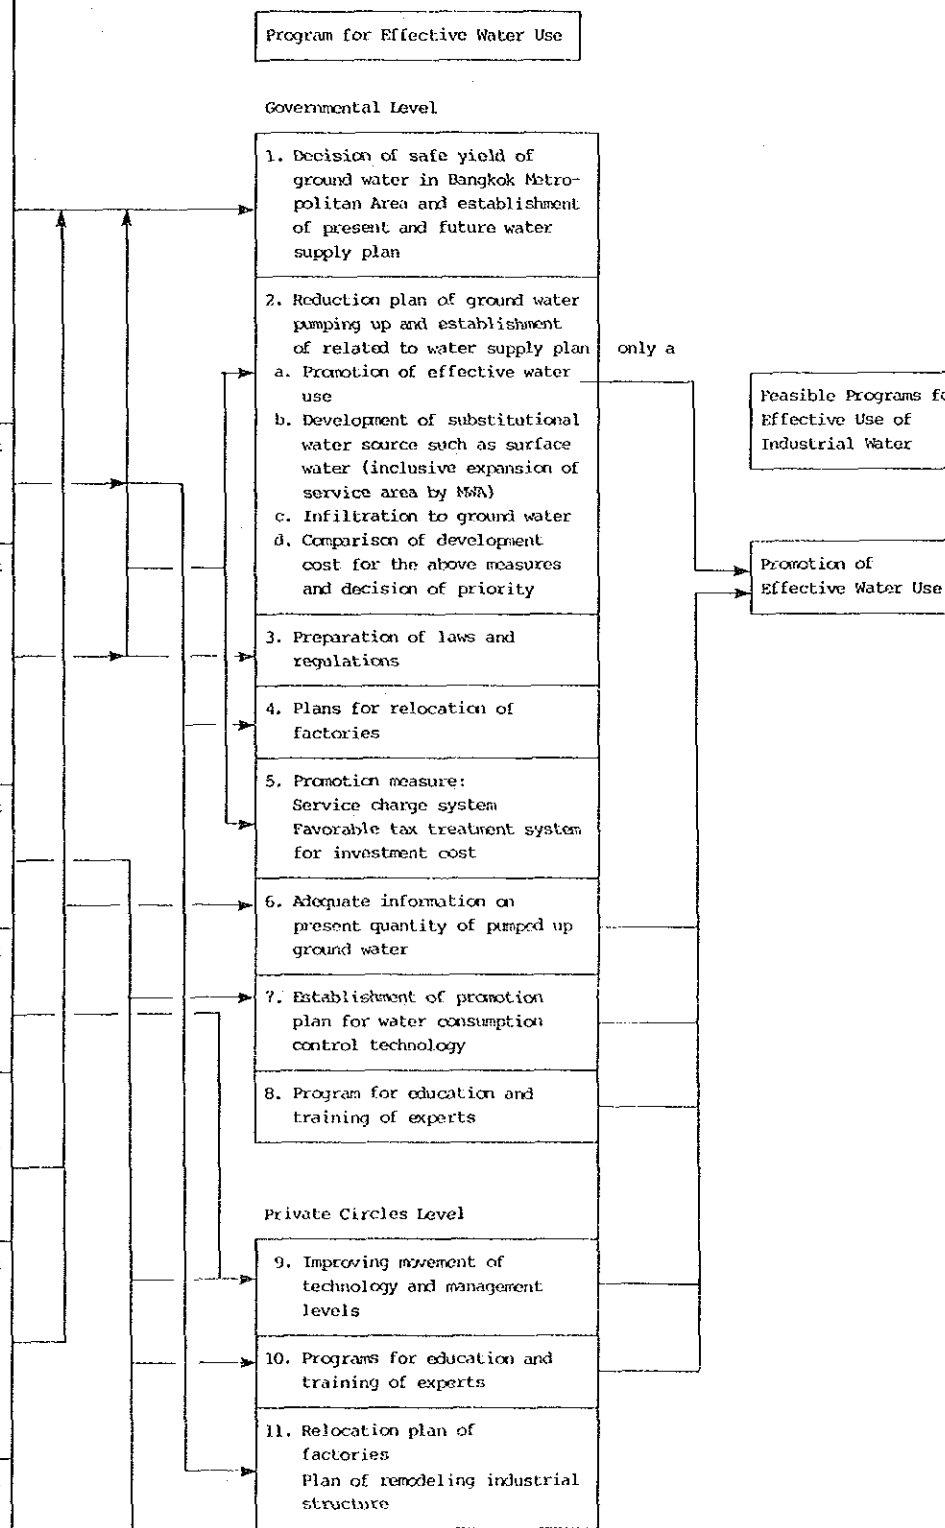 Program for Effective Water Use
Governmental Level
1. Decision of safe yield of
ground water in Bangkok Metro-
politan Area and establishment
of present and future water
supply plan
2. Reduction plan of ground water
pumping up and establishment
of related to water supply plan
a. Promotion of effective water
use
b. Development of substitutional
water source such as surface
water (inclusive expansion of
service area by MWA)
c. Infiltration to ground water
d. Comparison of development
cost for the above measures
and decision of priority
only a
3. Preparation of laws and
regulations
4. Plans for relocation of
factories
5. Promotion measure:
Service charge system
Favorable tax treatment system
for investment cost
6. Adequate information on
present quantity of pumped up
ground water
7. Establishment of promotion
plan for water consumption
control technology
8. Program for education and
training of experts
Private Circles Level
9. Improving movement of
technology and management
levels
10. Programs for education and
training of experts
11. Relocation plan of
factories
Plan of remodeling industrial
structure
Feasible Programs fo
Effective Use of
Industrial Water
Promotion of
Effective Water Use